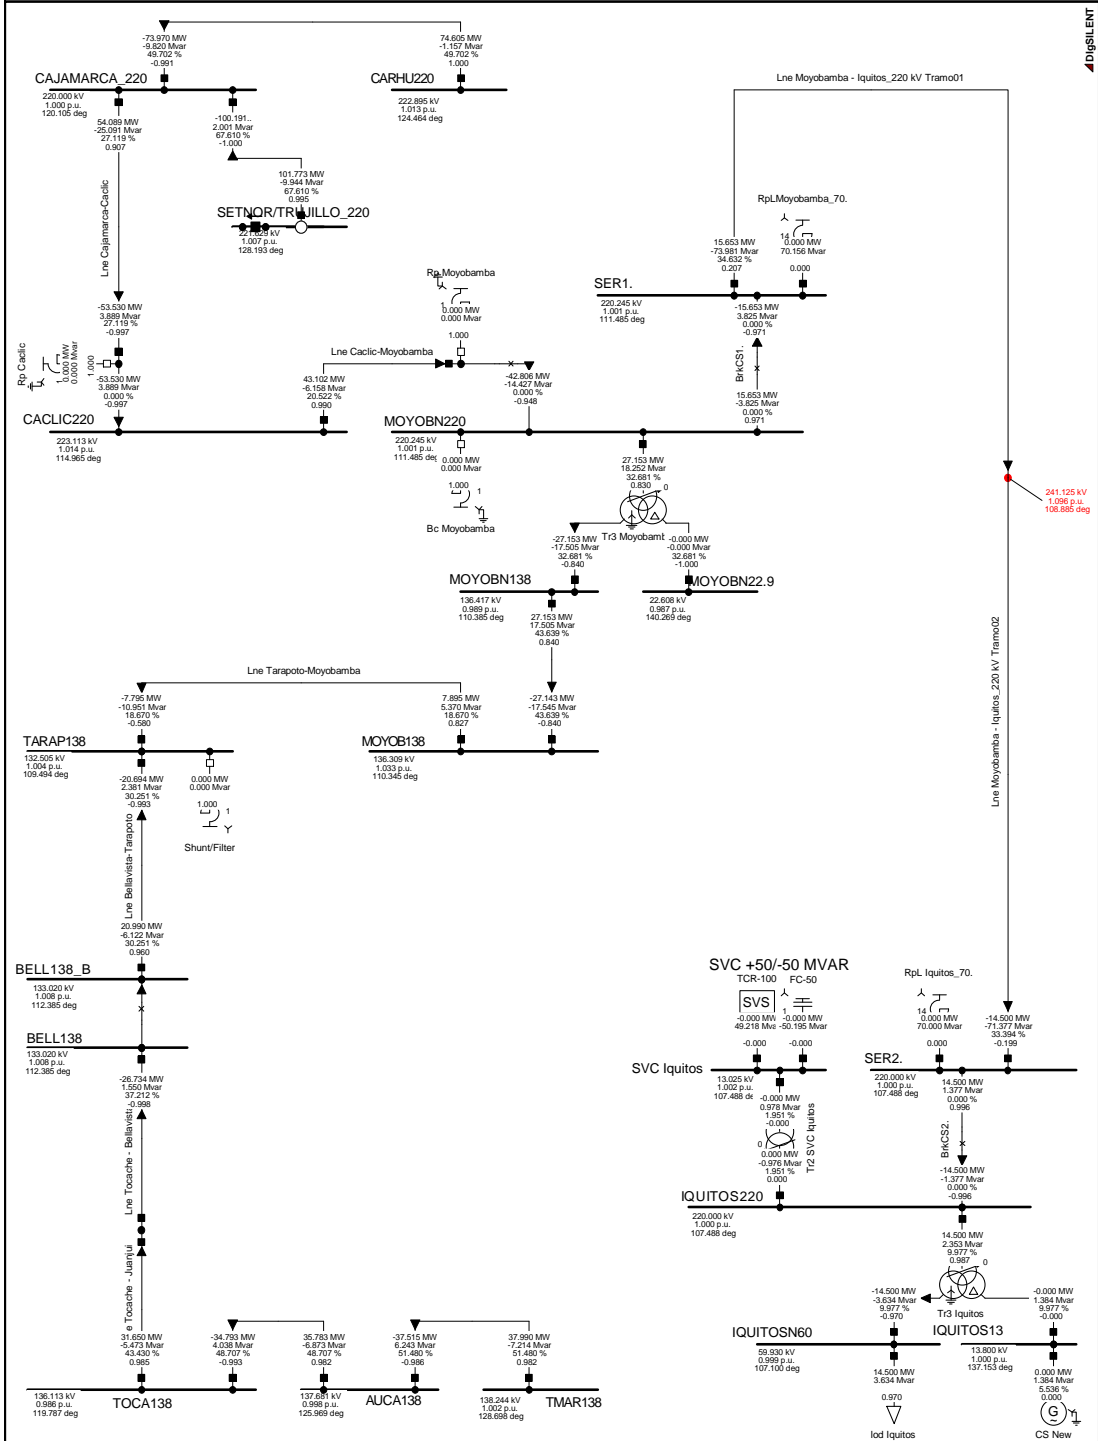 DIgSILENT
-73.970 MW
-9.820 Mvar
49.702 %
-0.991
74.605 MW
-1.157 Mvar
49.702 %
1.000
CAJAMARCA_220
220.000 kV
1.000 p.u.
120.105 deg
CARHU220
222.895 kV
1.013 p.u.
124.464 deg
Lne Moyobamba - Iquitos_220 kV Tramo01
54.089 MW
-25.091 Mvar
27.119 %
0.907
-100.191..
2.001 Mvar
67.610 %
-1.000
101.773 MW
-9.944 Mvar
67.610 %
0.995
Lne Cajamarca-Caclic
SETNOR/TRUJILLO_220
221.629 kV
1.007 p.u.
128.193 deg
RpLMoyobamba_70.
14
0.000 MW
70.156 Mvar
0.000
15.653 MW
-73.981 Mvar
34.632 %
0.207
SER1.
220.245 kV
1.001 p.u.
111.485 deg
Rp Moyobamba
1
0.000 MW
0.000 Mvar
1.000
-53.530 MW
3.889 Mvar
27.119 %
-0.997
Rp Caclic
1
0.000 MW
0.000 Mvar
1.000
-53.530 MW
3.889 Mvar
0.000 %
-0.997
Lne Caclic-Moyobamba
43.102 MW
-6.158 Mvar
20.522 %
0.990
-42.806 MW
-14.427 Mvar
0.000 %
-0.948
-15.653 MW
3.825 Mvar
0.000 %
-0.971
BrkCS1.
15.653 MW
-3.825 Mvar
0.000 %
0.971
CACLIC220
223.113 kV
1.014 p.u.
114.965 deg
MOYOBN220
220.245 kV
1.001 p.u.
111.485 deg
0.000 MW
0.000 Mvar
1.000
1
Bc Moyobamba
27.153 MW
18.252 Mvar
32.681 %
0.830
0
Tr3 Moyobamt
-27.153 MW
-17.505 Mvar
32.681 %
-0.840
-0.000 MW
-0.000 Mvar
32.681 %
-1.000
241.125 kV
1.096 p.u.
108.885 deg
MOYOBN138
136.417 kV
0.989 p.u.
110.385 deg
MOYOBN22.9
22.608 kV
0.987 p.u.
140.269 deg
27.153 MW
17.505 Mvar
43.639 %
0.840
Lne Tarapoto-Moyobamba
-7.795 MW
-10.951 Mvar
18.670 %
-0.580
7.895 MW
5.370 Mvar
18.670 %
0.827
-27.143 MW
-17.545 Mvar
43.639 %
-0.840
Lne Moyobamba - Iquitos_220 kV Tramo02
TARAP138
132.505 kV
1.004 p.u.
109.494 deg
MOYOB138
136.309 kV
1.033 p.u.
110.345 deg
-20.694 MW
2.381 Mvar
30.251 %
-0.993
0.000 MW
0.000 Mvar
1.000
1
Shunt/Filter
Lne Bellavista-Tarapoto
20.990 MW
-6.122 Mvar
30.251 %
0.960
BELL138_B
133.020 kV
1.008 p.u.
112.385 deg
BELL138
133.020 kV
1.008 p.u.
112.385 deg
-26.734 MW
1.550 Mvar
37.212 %
-0.998
Lne Tocache - Bellavista
SVC +50/-50 MVAR
TCR-100
FC-50
SVS
1
-0.000 MW
49.218 Mva
-0.000
-0.000 MW
-50.195 Mvar
-0.000
RpL Iquitos_70.
14
0.000 MW
70.000 Mvar
0.000
-14.500 MW
-71.377 Mvar
33.394 %
-0.199
SVC Iquitos
13.025 kV
1.002 p.u.
107.488 de
SER2.
220.000 kV
1.000 p.u.
107.488 deg
-0.000 MW
0.978 Mvar
1.951 %
-0.000
0
Tr2 SVC Iquitos
0.000 MW
-0.976 Mvar
1.951 %
0.000
14.500 MW
1.377 Mvar
0.000 %
0.996
BrkCS2.
-14.500 MW
-1.377 Mvar
0.000 %
-0.996
IQUITOS220
220.000 kV
1.000 p.u.
107.488 deg
14.500 MW
2.353 Mvar
9.977 %
0.987
0
Tr3 Iquitos
-14.500 MW
-3.634 Mvar
9.977 %
-0.970
-0.000 MW
1.384 Mvar
9.977 %
-0.000
e Tocache - Juanjui
31.650 MW
-5.473 Mvar
43.430 %
0.985
-34.793 MW
4.038 Mvar
48.707 %
-0.993
35.783 MW
-6.873 Mvar
48.707 %
0.982
-37.515 MW
6.243 Mvar
51.480 %
-0.986
37.990 MW
-7.214 Mvar
51.480 %
0.982
IQUITOSN60
59.930 kV
0.999 p.u.
107.100 deg
IQUITOS13
13.800 kV
1.000 p.u.
137.153 deg
TOCA138
136.113 kV
0.986 p.u.
119.787 deg
137.681 kV
0.998 p.u.
125.969 deg
AUCA138
138.244 kV
1.002 p.u.
128.698 deg
TMAR138
14.500 MW
3.634 Mvar
0.970
lod Iquitos
0.000 MW
1.384 Mvar
5.536 %
0.000
G
CS New